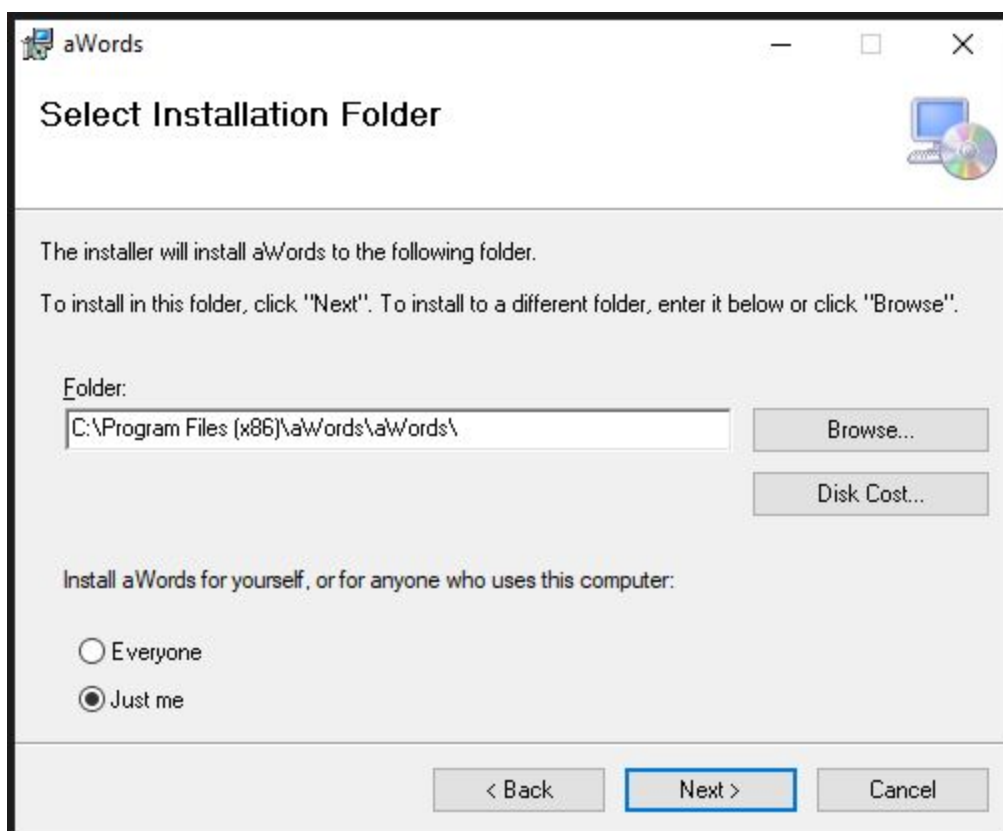 aWords
Select Installation Folder
The installer will install aWords to the following folder.
To install in this folder, click "Next". To install to a different folder, enter it below or click "Browse".
Folder:
C:\Program Files (x86)\aWords\aWords\
Browse...
Disk Cost...
Install aWords for yourself, or for anyone who uses this computer:
Everyone
Just me
< Back
Next >
Cancel